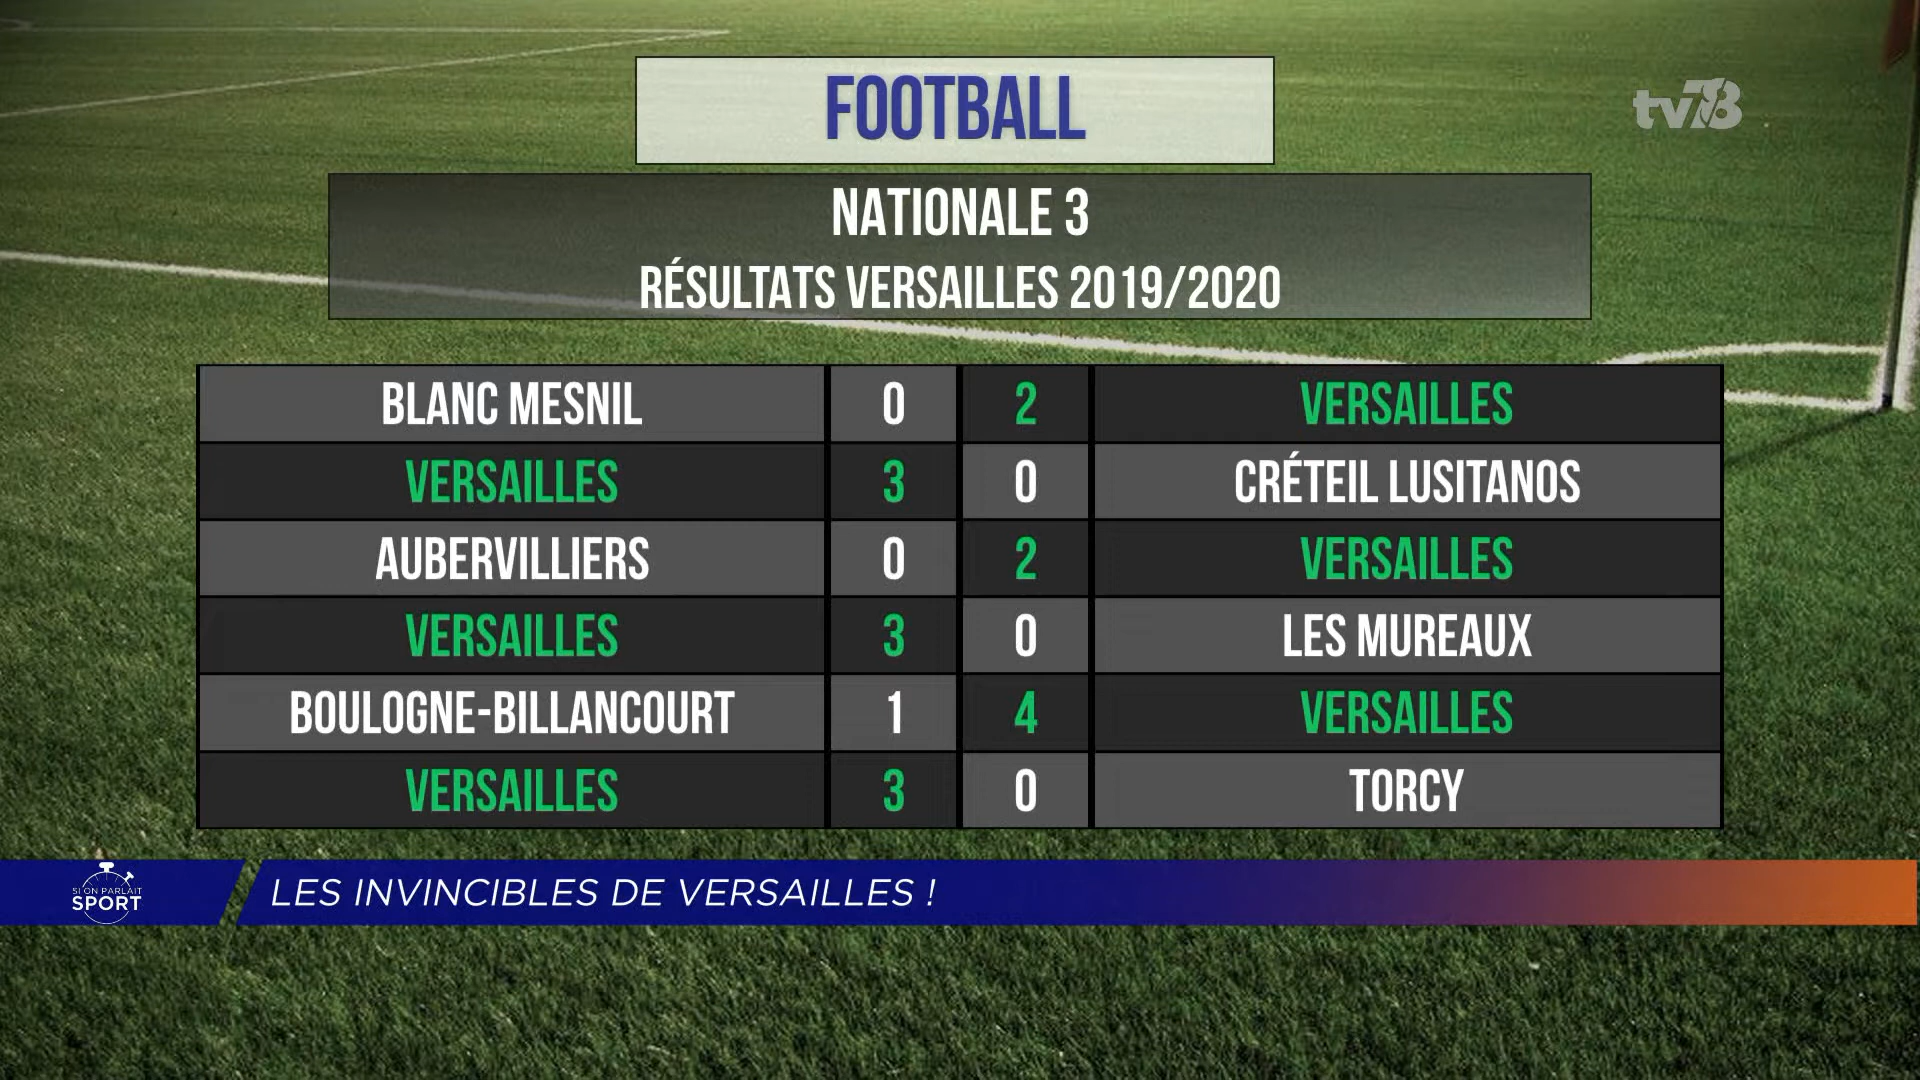 FOOTBALL
tv78
NATIONALE 3
RÉSULTATS VERSAILLES 2019/2020
BLANC MESNIL 0 2 VERSAILLES
VERSAILLES 3 0 CRÉTEIL LUSITANOS
AUBERVILLIERS 0 2 VERSAILLES
VERSAILLES 3 0 LES MUREAUX
BOULOGNE-BILLANCOURT 1 4 VERSAILLES
VERSAILLES 3 0 TORCY
SI ON PARLAIT
SPORT
LES INVINCIBLES DE VERSAILLES !